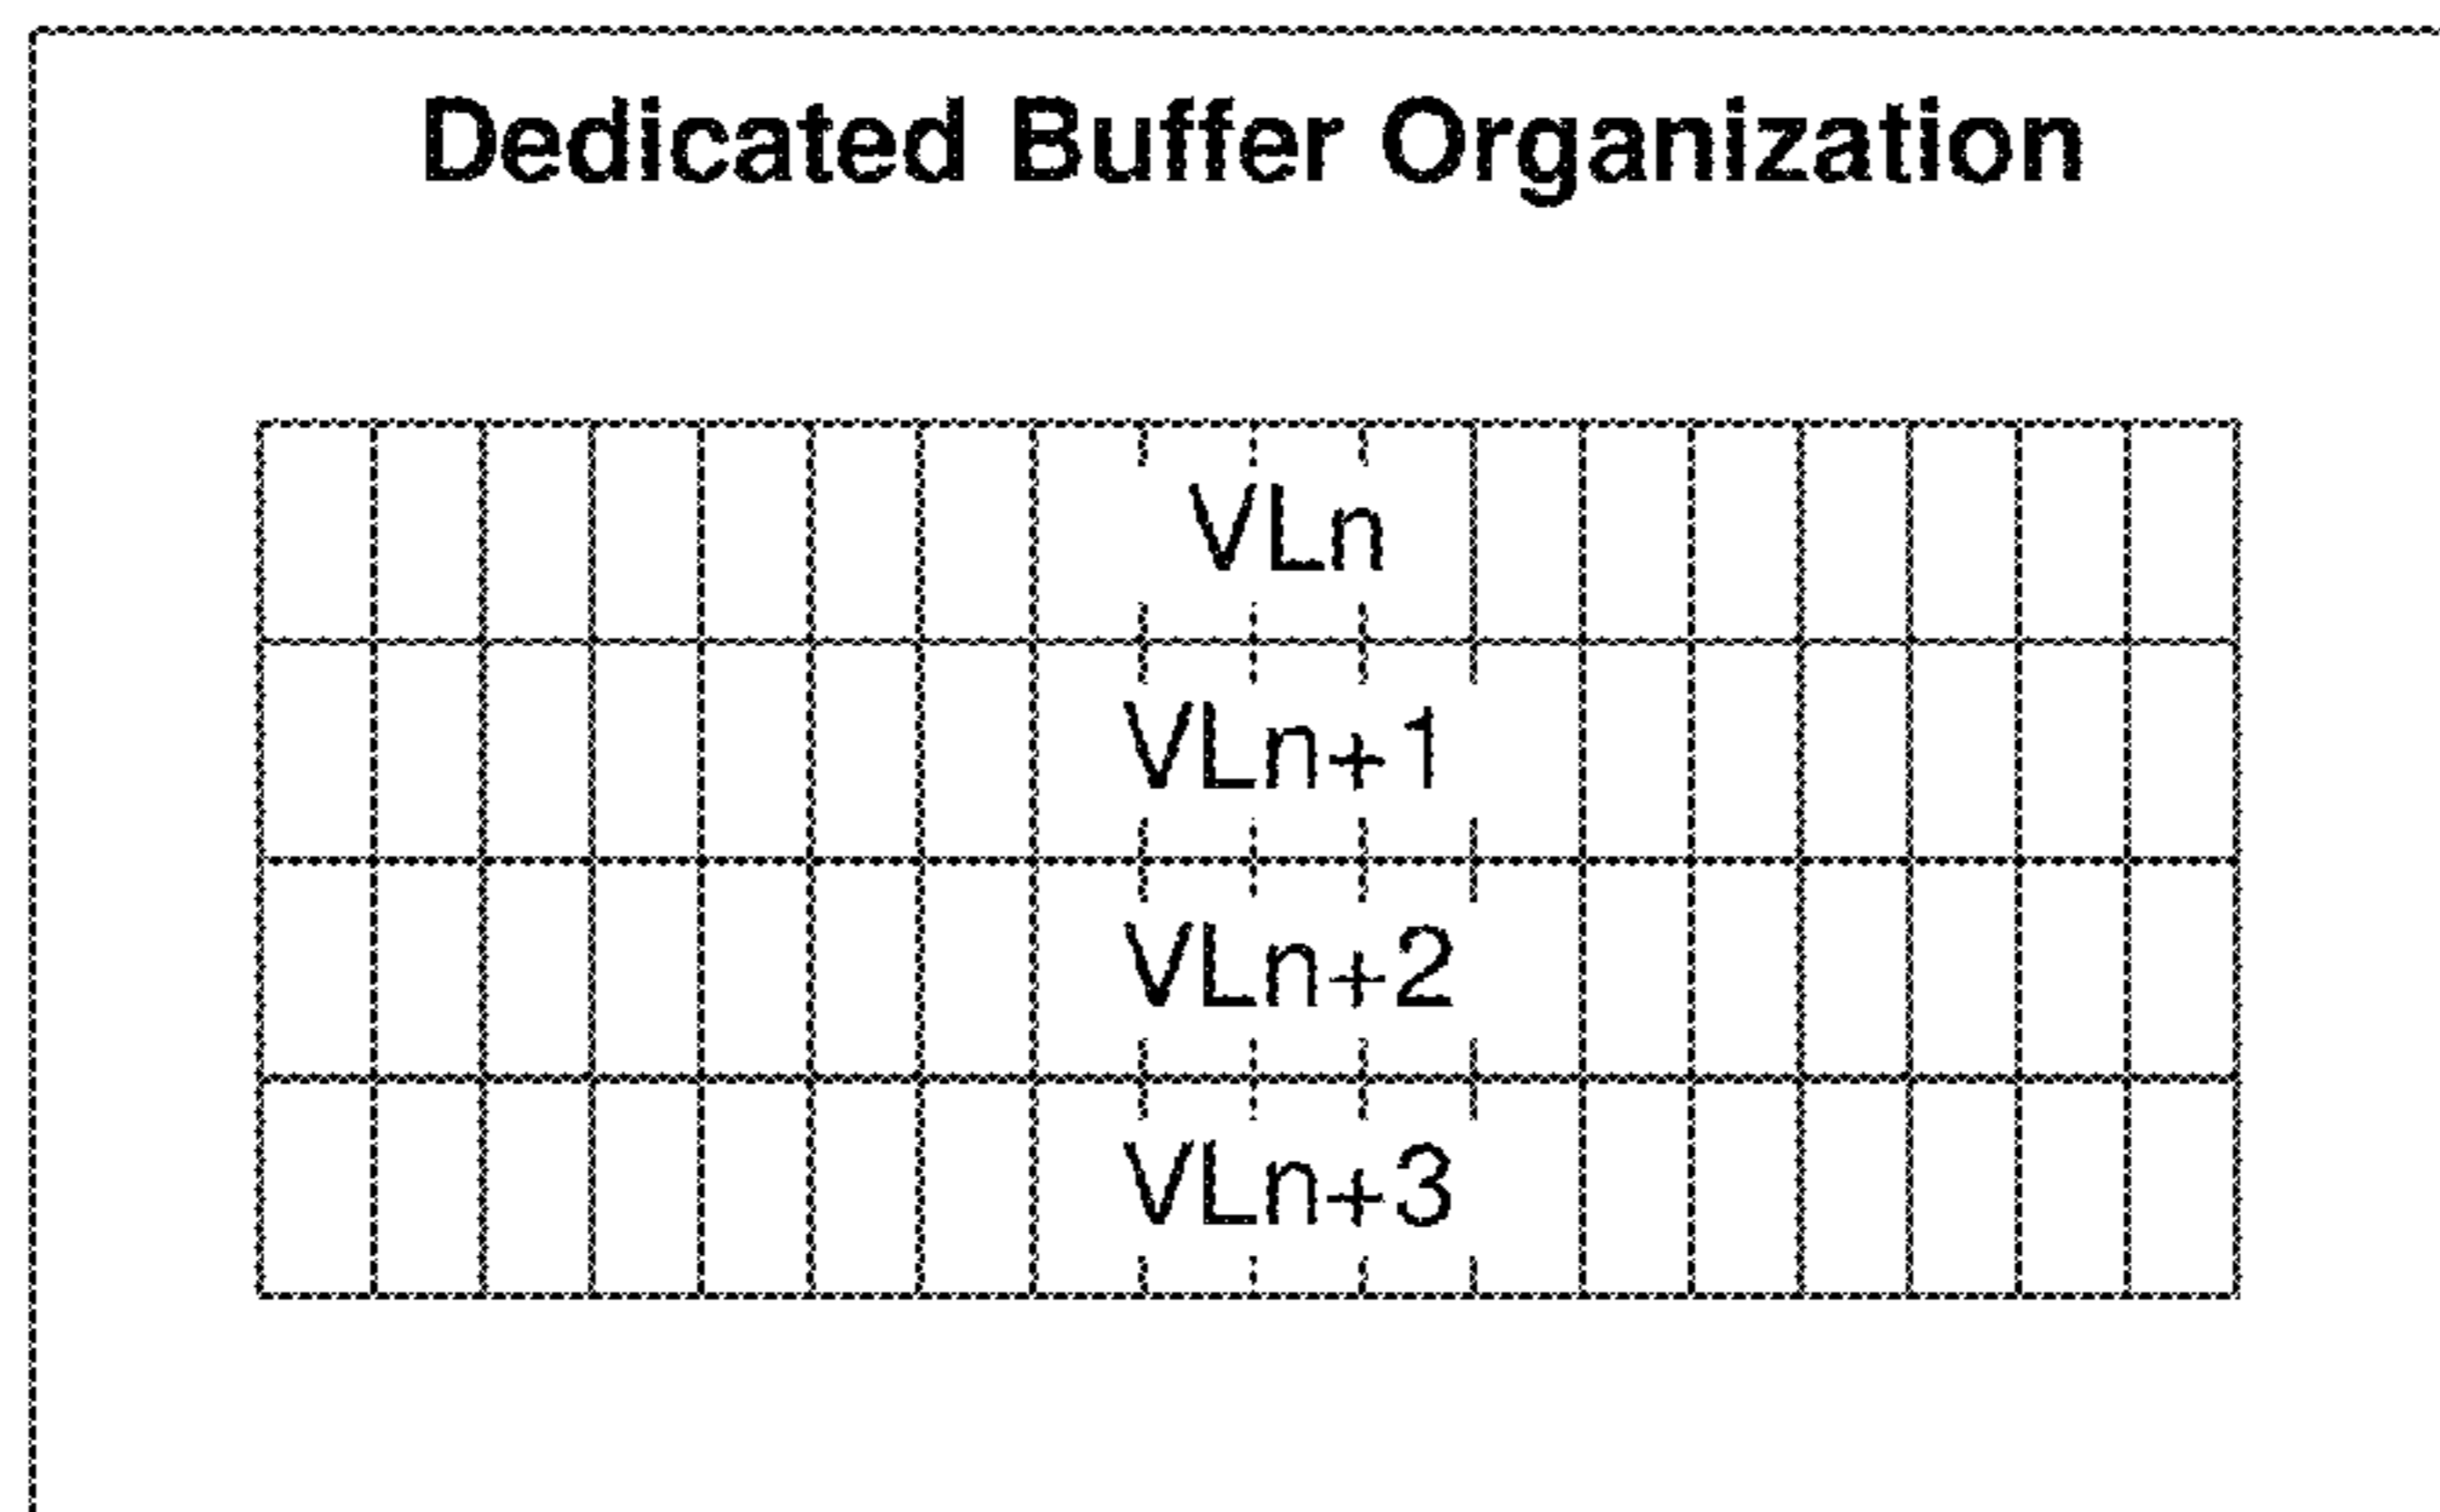 Dedicated Buffer Organization
VLn
VLn+1
VLn+2
VLn+3